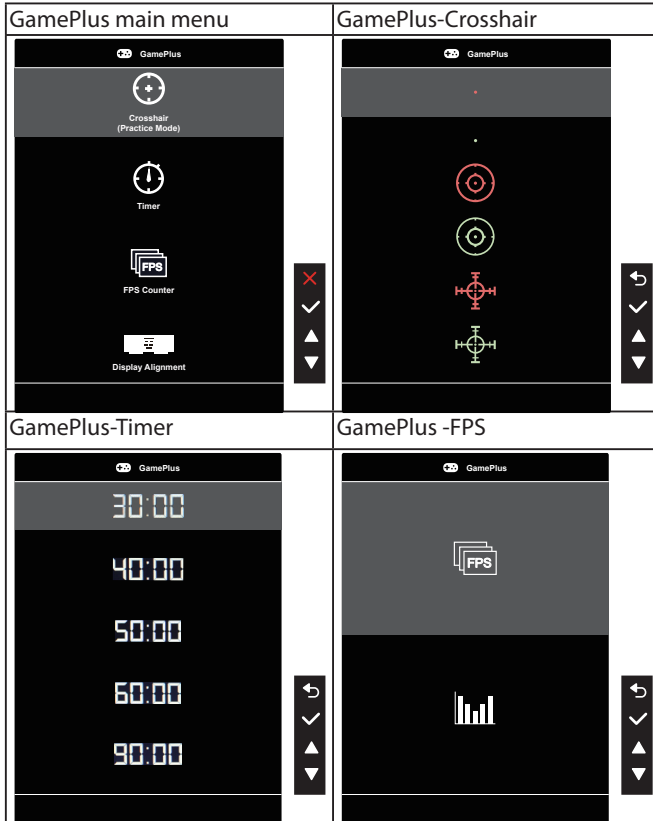 GamePlus main menu
GamePlus-Crosshair
GamePlus
Crosshair
(Practice Mode)
Timer
FPS
FPS Counter
Display Alignment
GamePlus
GamePlus-Timer
GamePlus -FPS
GamePlus
30:00
40:00
50:00
60:00
90:00
GamePlus
FPS